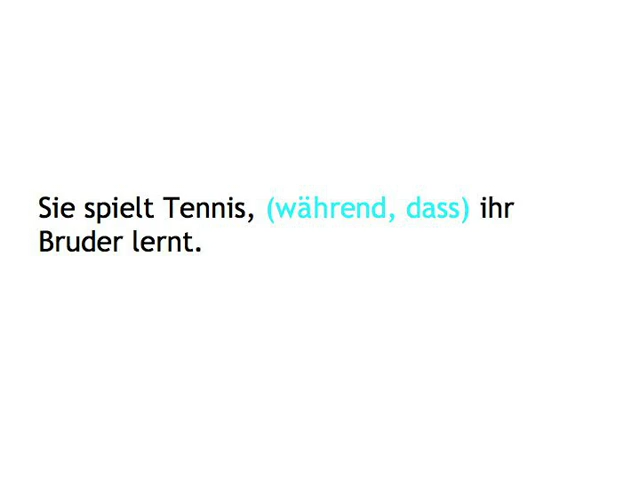 Sie spielt Tennis, (während, dass) ihr
Bruder lernt.